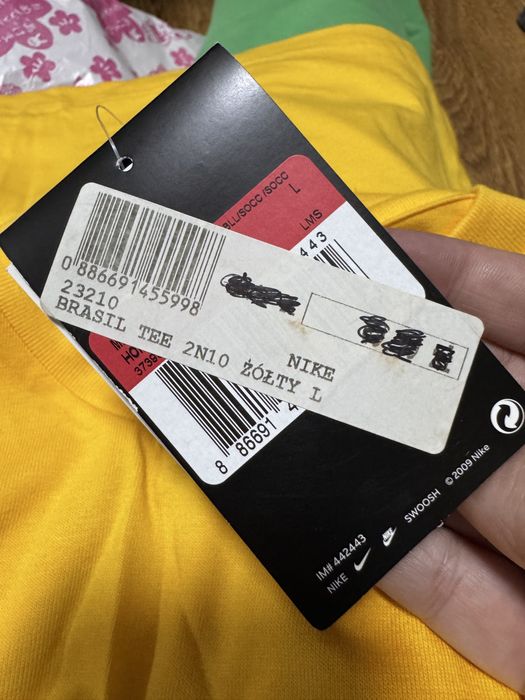 BLL/SOCC/SOCC
L
LMS
443
0 886691 455998
23210
BRASIL TEE 2N10 ŻÓŁTY L
NIKE
8 86691 4
IM# 442443
NIKE
SWOOSH
© 2009 Nike